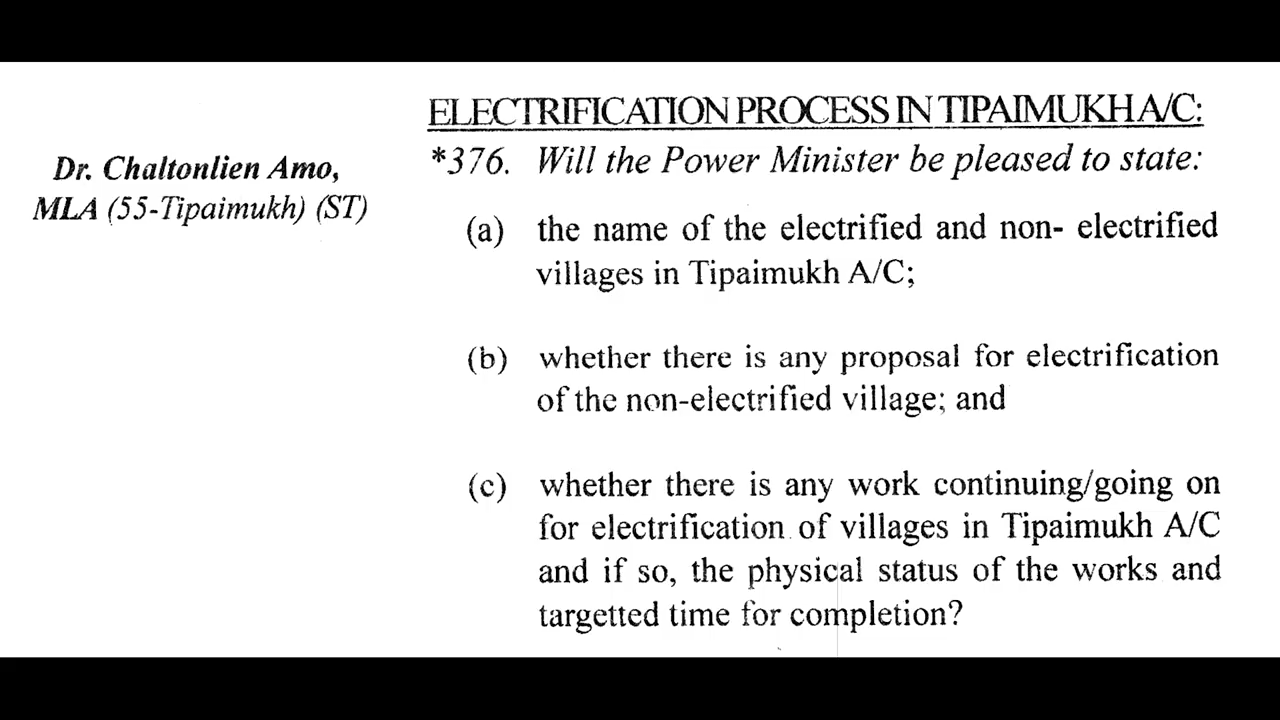 ELECTRIFICATION PROCESS IN TIPAIMUKH A/C:
Dr. Chaltonlien Amo,
MLA (55-Tipaimukh) (ST)
*376. Will the Power Minister be pleased to state:
(a) the name of the electrified and non- electrified
villages in Tipaimukh A/C;
(b) whether there is any proposal for electrification
of the non-electrified village; and
(c) whether there is any work continuing/going on
for electrification of villages in Tipaimukh A/C
and if so, the physical status of the works and
targetted time for completion?